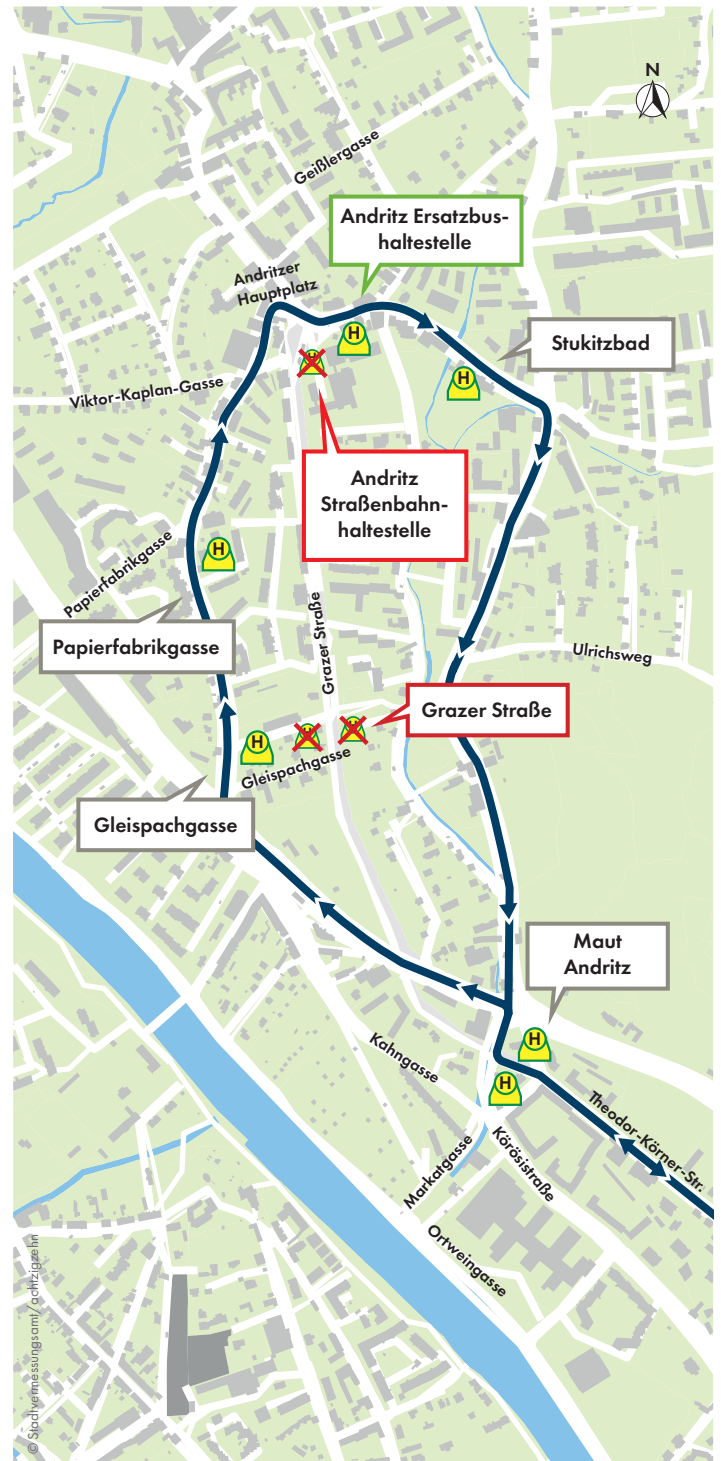 N
Geißlergasse
Andritz Ersatzbus-
haltestelle
Andritzer
Hauptplatz
H
H
Stukitzbad
H
Viktor-Kaplan-Gasse
Andritz
Straßenbahn-
haltestelle
H
Papierfabrikgasse
Papierfabrikgasse
Grazer Straße
Ulrichsweg
Grazer Straße
H
H
H
Gleispachgasse
Gleispachgasse
Maut
Andritz
H
Kahngasse
H
Theodor-Körner-Str.
Körösistraße
Markatgasse
Ortweingasse
© Stadtvermessungsamt/achtzigzehn